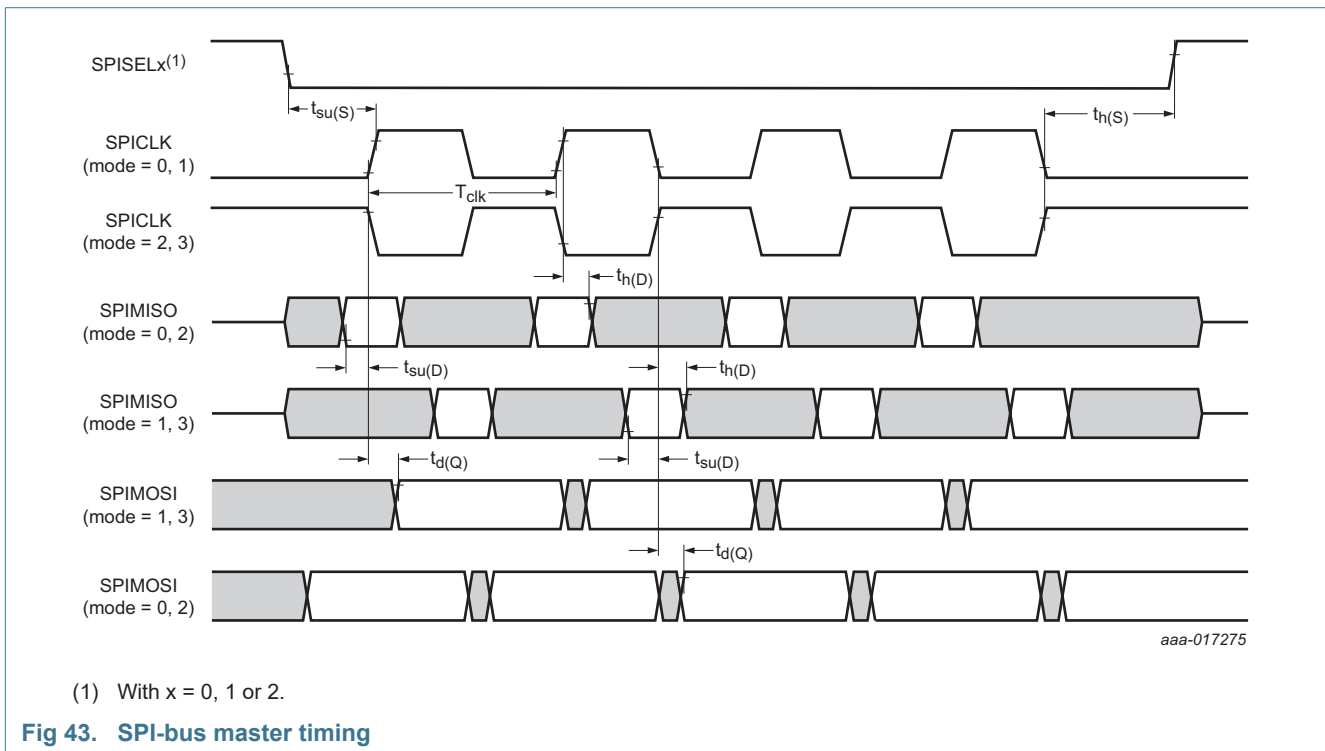 SPISELx(1)
tsu(S)
th(S)
SPICLK
(mode = 0, 1)
Tclk
SPICLK
(mode = 2, 3)
th(D)
SPIMISO
(mode = 0, 2)
tsu(D)
th(D)
SPIMISO
(mode = 1, 3)
td(Q)
tsu(D)
SPIMOSI
(mode = 1, 3)
td(Q)
SPIMOSI
(mode = 0, 2)
aaa-017275
(1) With x = 0, 1 or 2.
Fig 43. SPI-bus master timing